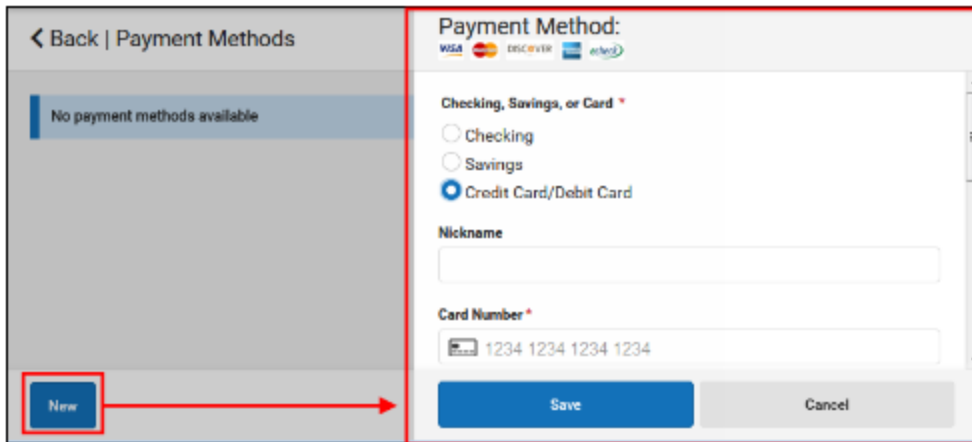 Back | Payment Methods
No payment methods available
New
Payment Method:
VISA DISCOVER echeck
Checking, Savings, or Card *
Checking
Savings
Credit Card/Debit Card
Nickname
Card Number *
1234 1234 1234 1234
Save Cancel